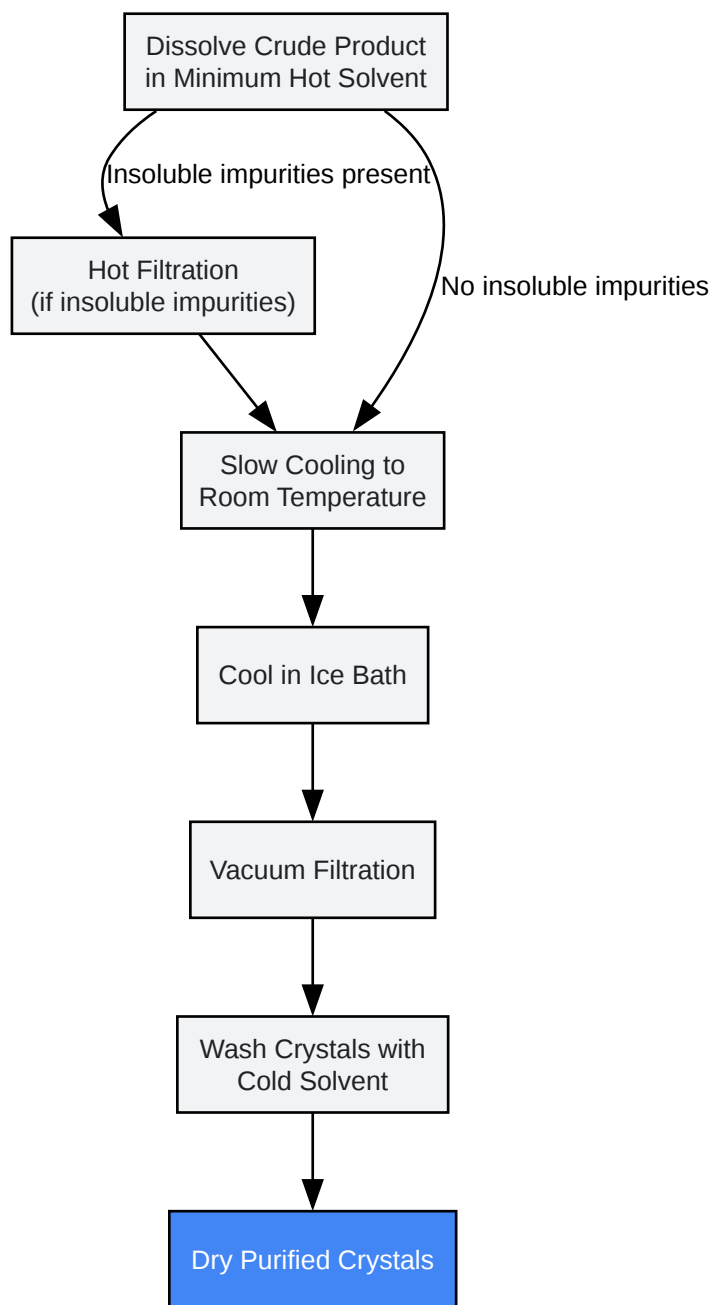 Dissolve Crude Product
in Minimum Hot Solvent
Insoluble impurities present
Hot Filtration
(if insoluble impurities)
No insoluble impurities
Slow Cooling to
Room Temperature
Cool in Ice Bath
Vacuum Filtration
Wash Crystals with
Cold Solvent
Dry Purified Crystals